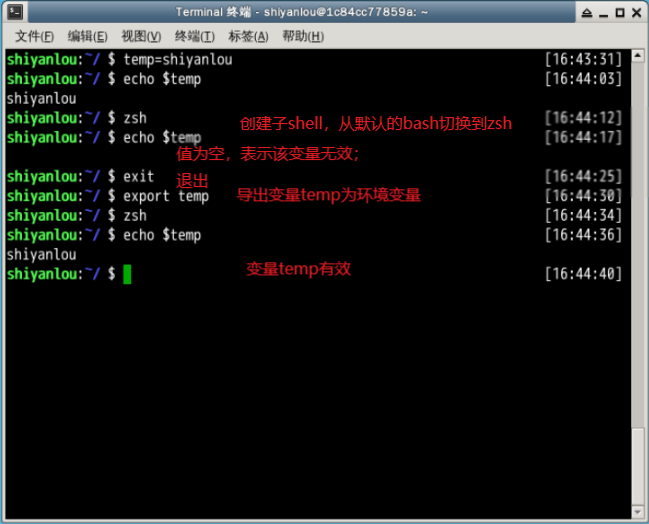 Terminal 终端 - shiyanlou@1c84cc77859a: ~
文件(F) 编辑(E) 视图(V) 终端(T) 标签(A) 帮助(H)
shiyanlou:~/ $ temp=shiyanlou [16:43:31]
shiyanlou:~/ $ echo $temp [16:44:03]
shiyanlou
shiyanlou:~/ $ zsh 创建子shell，从默认的bash切换到zsh [16:44:12]
shiyanlou:~/ $ echo $temp [16:44:17]
值为空，表示该变量无效；
shiyanlou:~/ $ exit 退出 [16:44:25]
shiyanlou:~/ $ export temp 导出变量temp为环境变量 [16:44:30]
shiyanlou:~/ $ zsh [16:44:34]
shiyanlou:~/ $ echo $temp [16:44:36]
shiyanlou
shiyanlou:~/ $ 变量temp有效 [16:44:40]